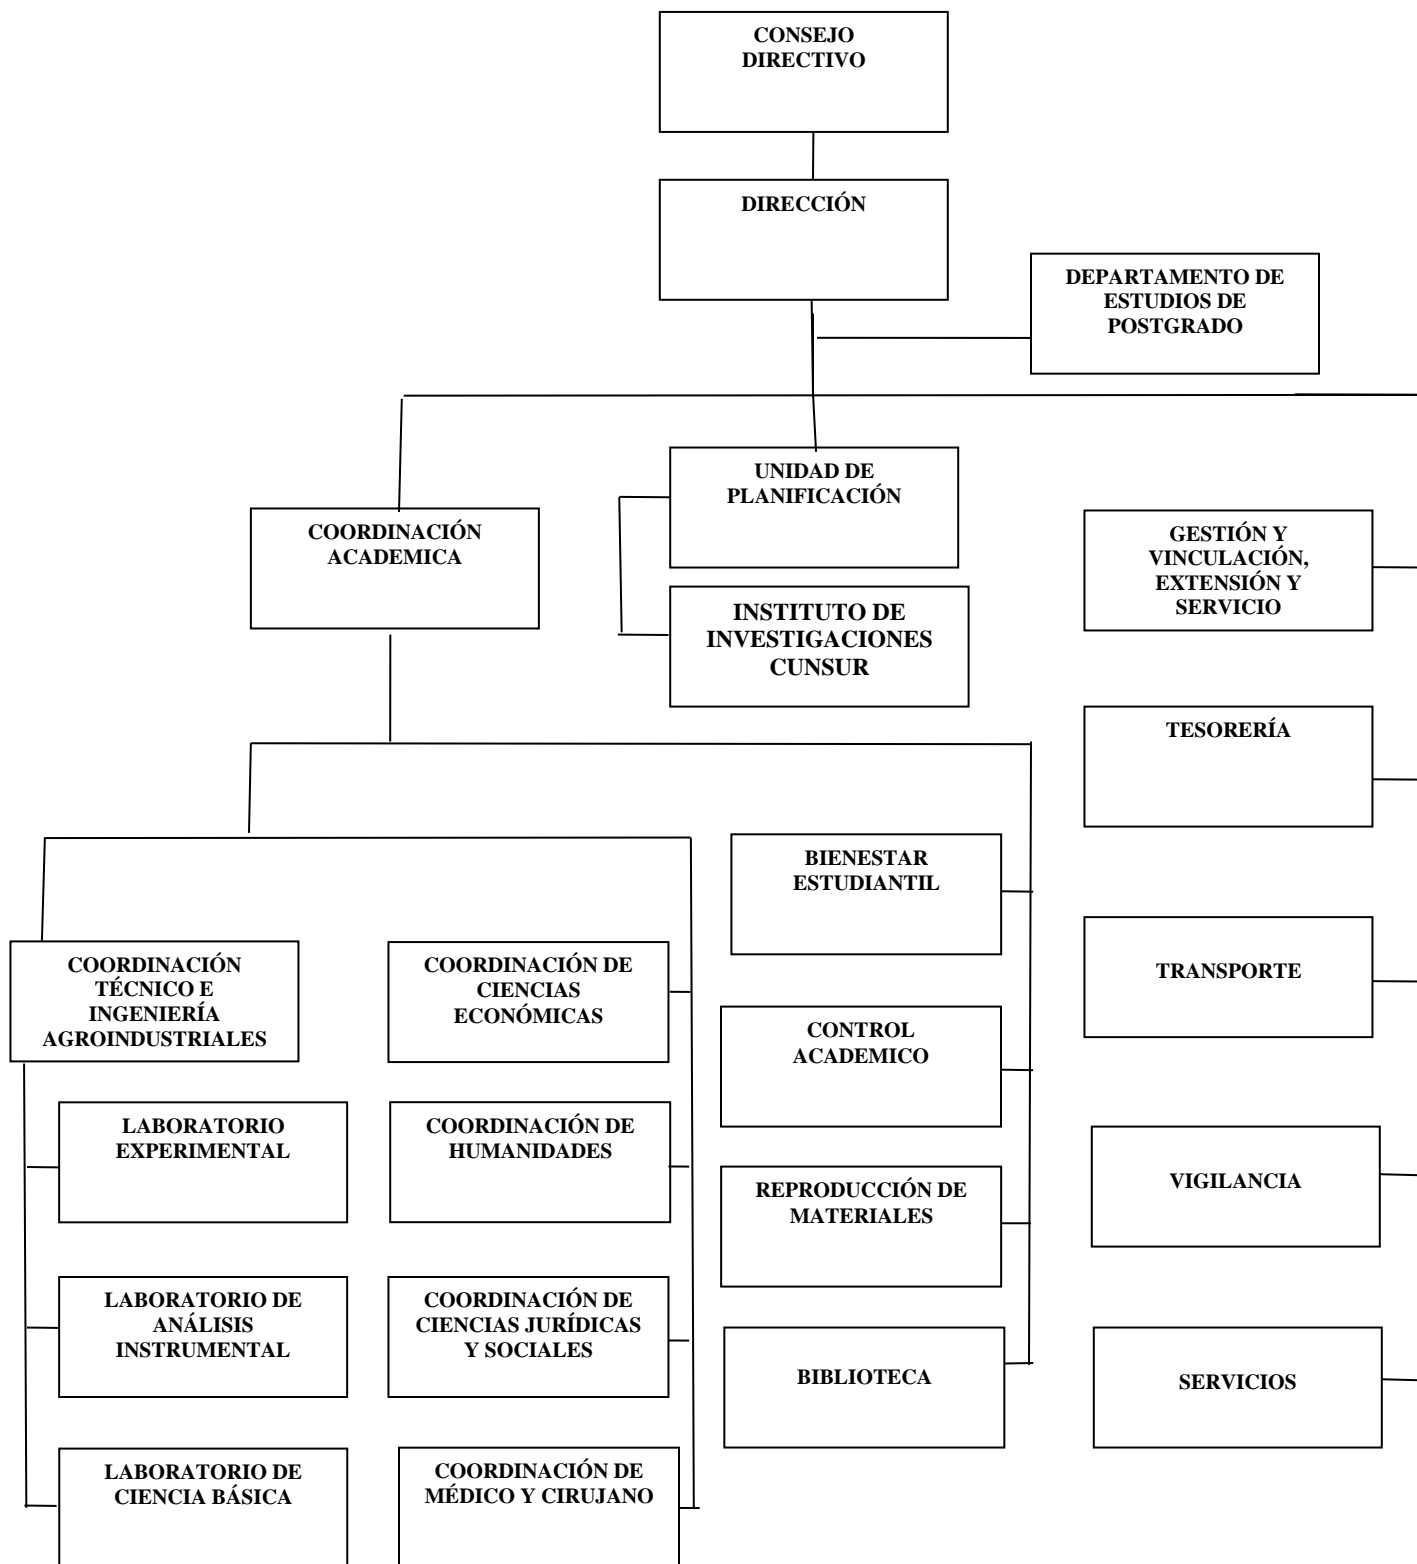 CONSEJO
DIRECTIVO
DIRECCIÓN
DEPARTAMENTO DE
ESTUDIOS DE
POSTGRADO
UNIDAD DE
PLANIFICACIÓN
COORDINACIÓN
ACADEMICA
GESTIÓN Y
VINCULACIÓN,
EXTENSIÓN Y
SERVICIO
INSTITUTO DE
INVESTIGACIONES
CUNSUR
TESORERÍA
BIENESTAR
ESTUDIANTIL
COORDINACIÓN
TÉCNICO E
INGENIERÍA
AGROINDUSTRIALES
COORDINACIÓN DE
CIENCIAS
ECONÓMICAS
TRANSPORTE
CONTROL
ACADEMICO
LABORATORIO
EXPERIMENTAL
COORDINACIÓN DE
HUMANIDADES
REPRODUCCIÓN DE
MATERIALES
VIGILANCIA
LABORATORIO DE
ANÁLISIS
INSTRUMENTAL
COORDINACIÓN DE
CIENCIAS JURÍDICAS
Y SOCIALES
BIBLIOTECA
SERVICIOS
LABORATORIO DE
CIENCIA BÁSICA
COORDINACIÓN DE
MÉDICO Y CIRUJANO